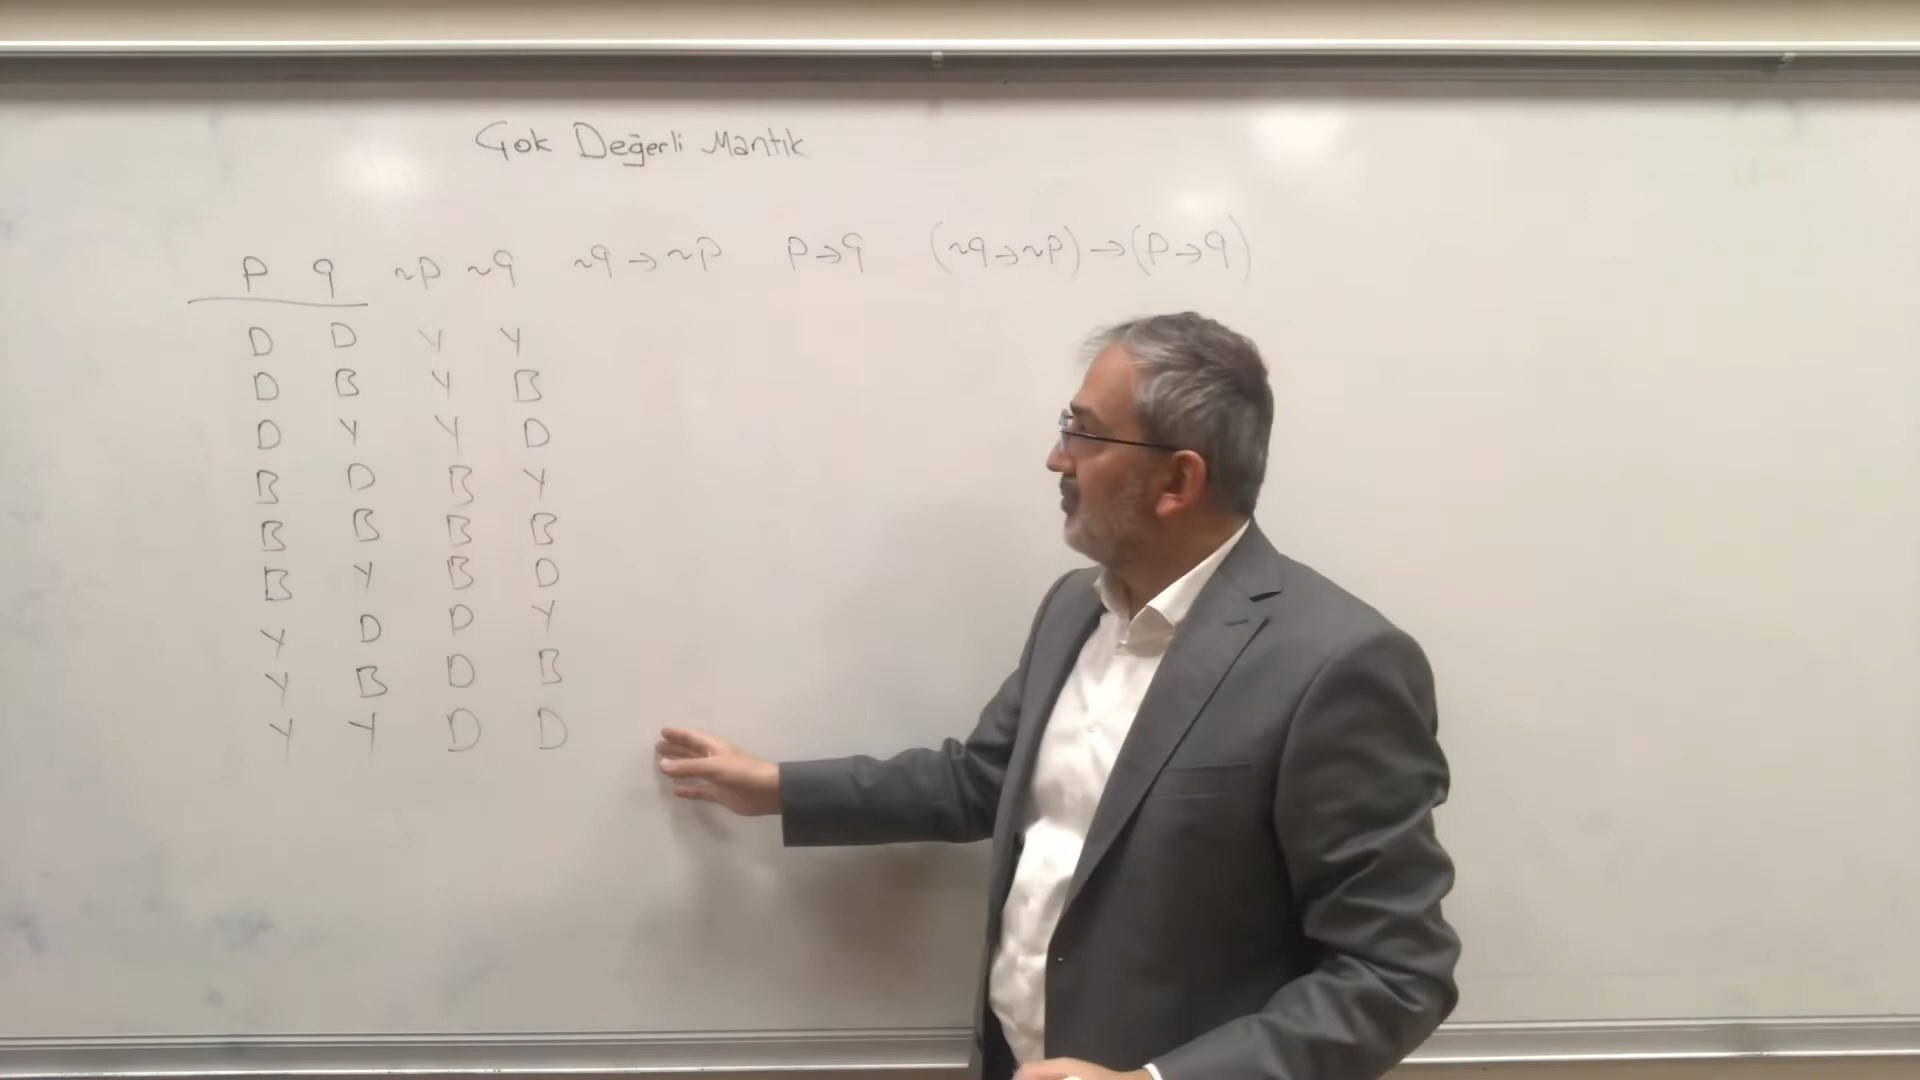 Çok Değerli Mantık
p q ~p ~q ~q→~p p→q (~q→~p)→(p→q)
D D Y Y
D B Y B
D Y Y D
B D B Y
B B B B
B Y B D
Y D D Y
Y B D B
Y Y D D